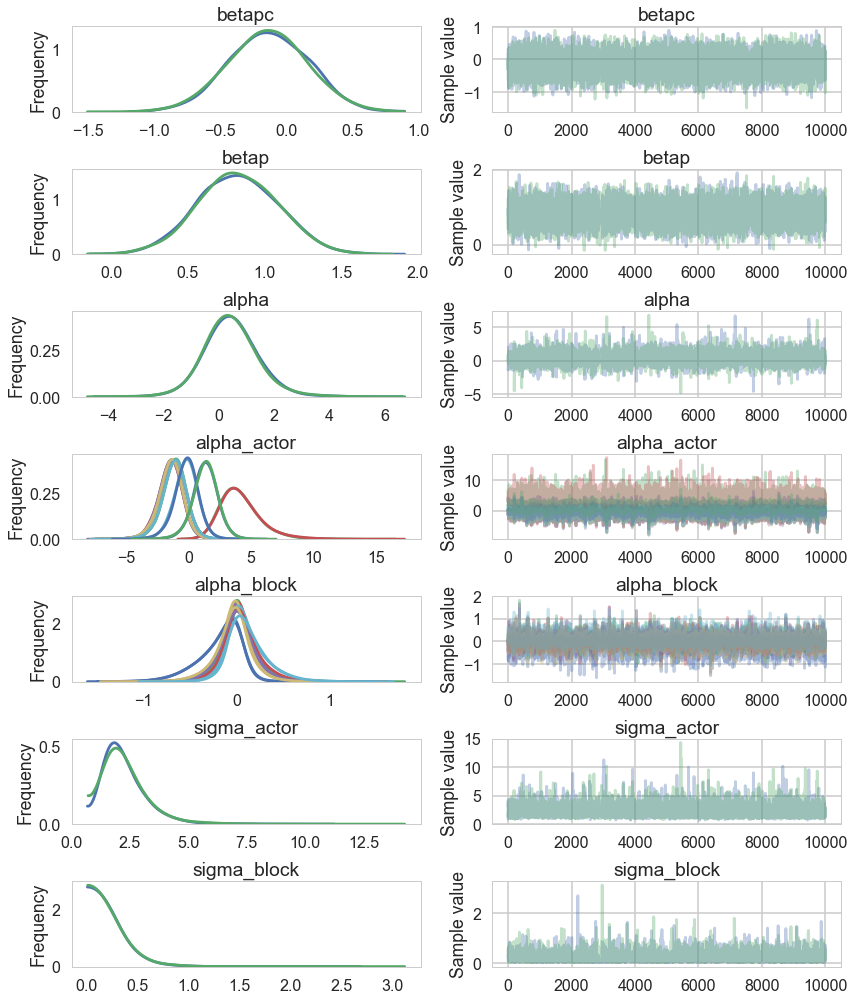 betapc betapc
Frequency Sample value
1 0 1 0 −1
−1.5 −1.0 −0.5 0.0 0.5 1.0 0 2000 4000 6000 8000 10000
betap betap
Frequency Sample value
1 0 2 0
0.0 0.5 1.0 1.5 2.0 0 2000 4000 6000 8000 10000
alpha alpha
Frequency Sample value
0.25 0.00 5 0 −5
−4 −2 0 2 4 6 0 2000 4000 6000 8000 10000
alpha_actor alpha_actor
Frequency Sample value
0.25 0.00 10 0
−5 0 5 10 15 0 2000 4000 6000 8000 10000
alpha_block alpha_block
Frequency Sample value
2 0 2 1 0 −1
−1 0 1 0 2000 4000 6000 8000 10000
sigma_actor sigma_actor
Frequency Sample value
0.5 0.0 15 10 5 0
0.0 2.5 5.0 7.5 10.0 12.5 0 2000 4000 6000 8000 10000
sigma_block sigma_block
Frequency Sample value
2 0 2 0
0.0 0.5 1.0 1.5 2.0 2.5 3.0 0 2000 4000 6000 8000 10000